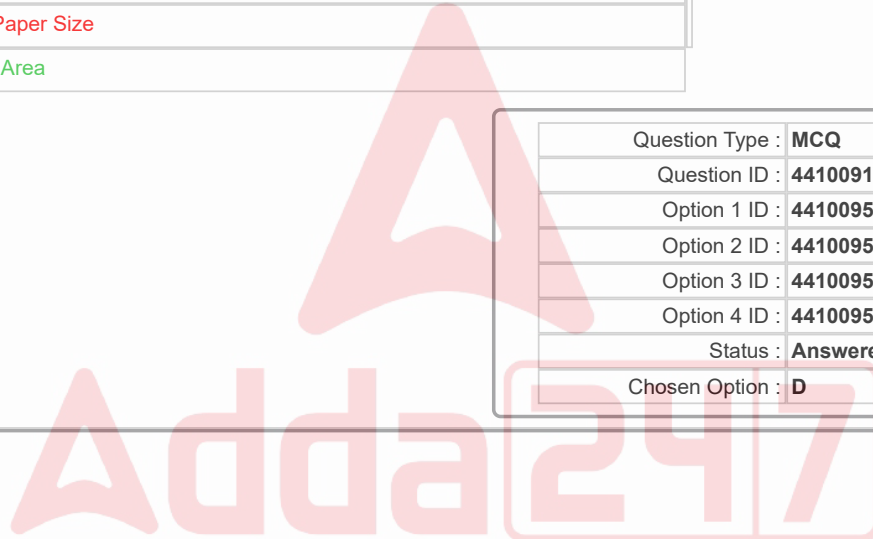 Paper Size
Area
Question Type : MCQ
Question ID : 4410091
Option 1 ID : 4410095
Option 2 ID : 4410095
Option 3 ID : 4410095
Option 4 ID : 4410095
Status : Answere
Chosen Option : D
Adda247